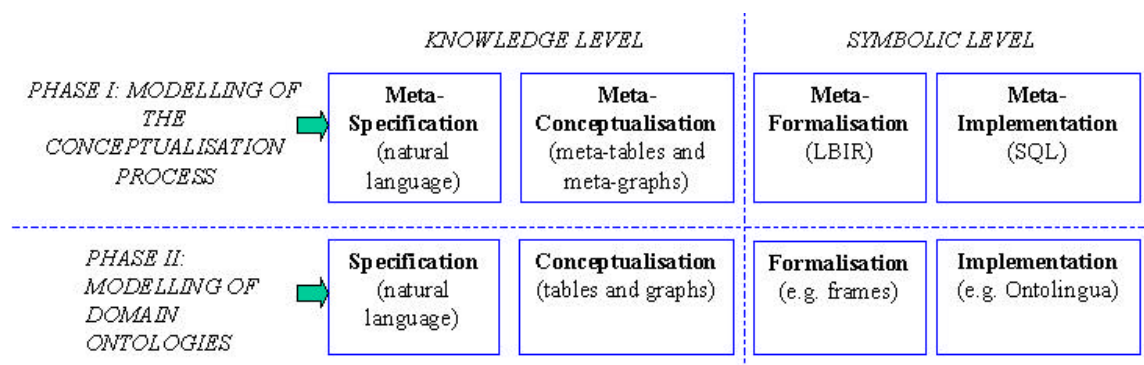 KNOWLEDGE LEVEL
SYMBOLIC LEVEL
PHASE I: MODELLING OF
THE
CONCEPTUALISATION
PROCESS
Meta-
Specification
(natural
language)
Meta-
Conceptualisation
(meta-tables and
meta-graphs)
Meta-
Formalisation
(LBIR)
Meta-
Implementation
(SQL)
PHASE II:
MODELLING OF
DOMAIN
ONTOLOGIES
Specification
(natural
language)
Conceptualisation
(tables and graphs)
Formalisation
(e.g. frames)
Implementation
(e.g. Ontolingua)